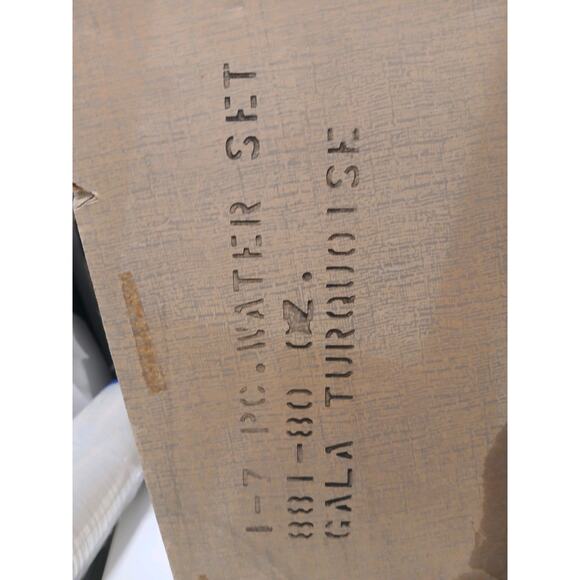 1-7 PC.WATER SET
881-80 OZ.
GALA TURQUOISE